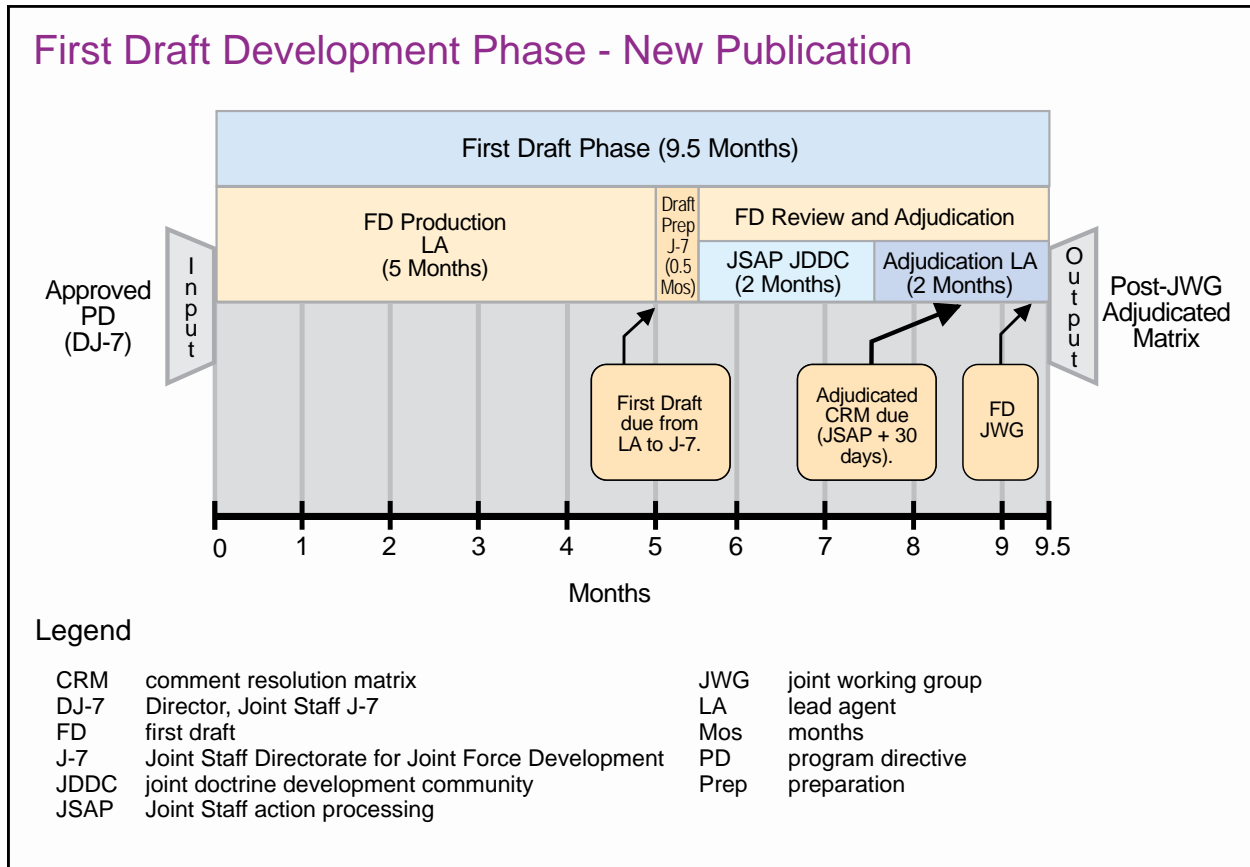 First Draft Development Phase - New Publication
First Draft Phase (9.5 Months)
FD Production
LA
(5 Months)
Draft
Prep
J-7
(0.5
Mos)
FD Review and Adjudication
JSAP JDDC
(2 Months)
Adjudication LA
(2 Months)
Approved
PD
(DJ-7)
Input
Output
Post-JWG
Adjudicated
Matrix
First Draft
due from
LA to J-7.
Adjudicated
CRM due
(JSAP + 30
days).
FD
JWG
0 1 2 3 4 5 6 7 8 9 9.5
Months
Legend
CRM comment resolution matrix
DJ-7 Director, Joint Staff J-7
FD first draft
J-7 Joint Staff Directorate for Joint Force Development
JDDC joint doctrine development community
JSAP Joint Staff action processing
JWG joint working group
LA lead agent
Mos months
PD program directive
Prep preparation